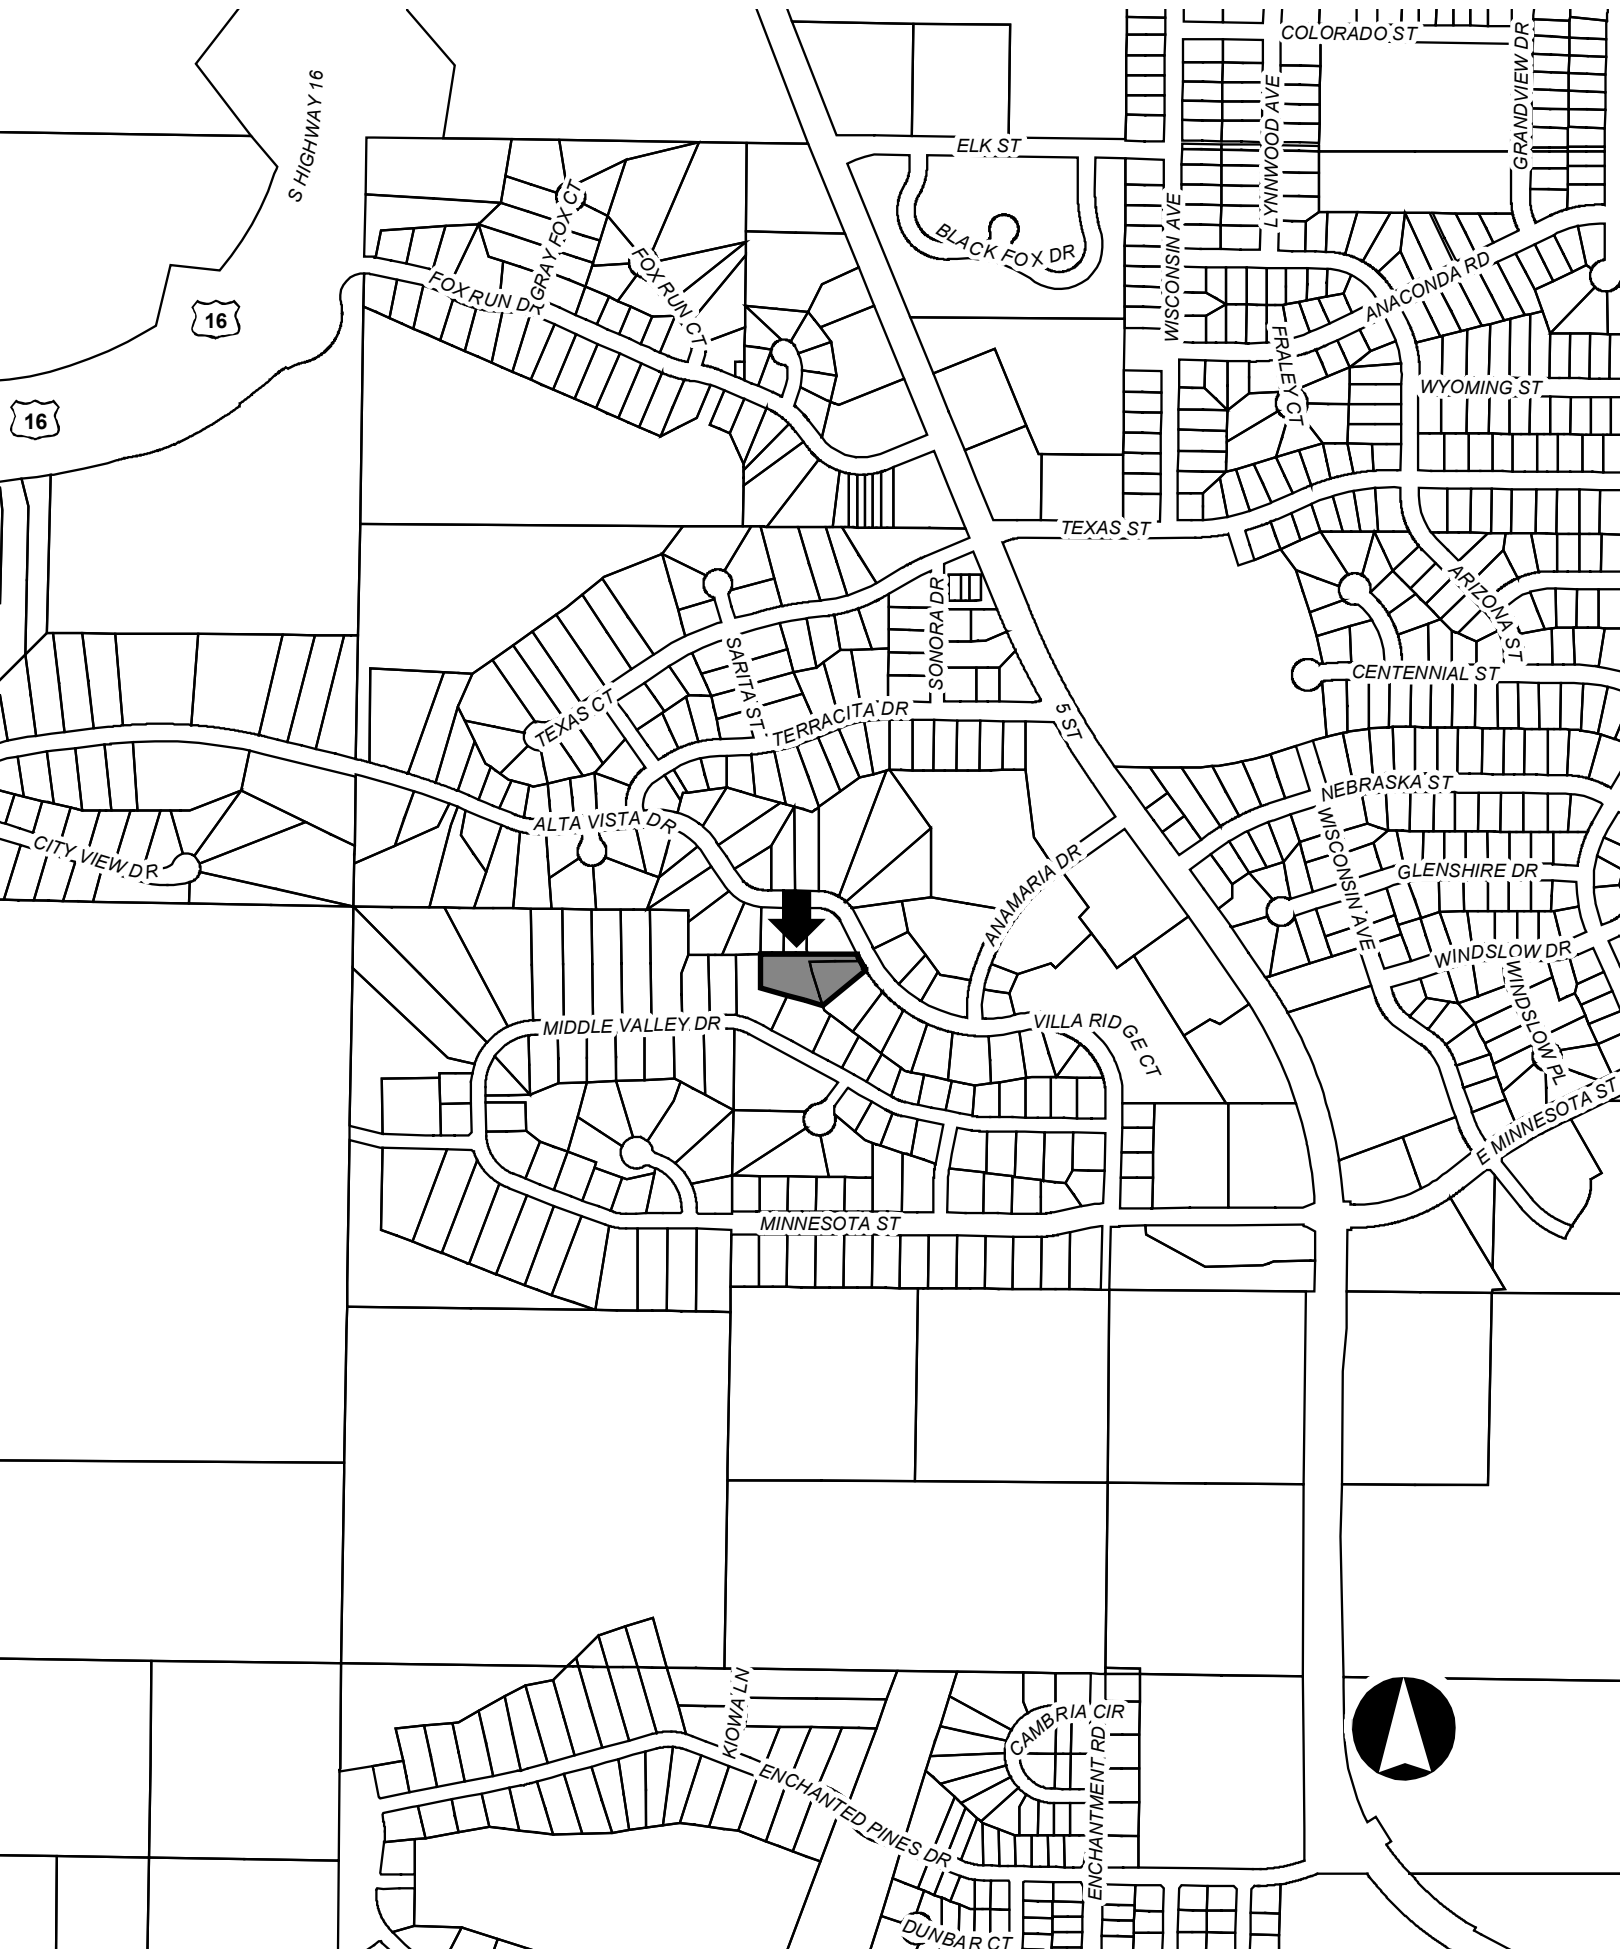 COLORADO ST
GRANDVIEW DR
S HIGHWAY 16
LYNNWOOD AVE
ELK ST
GRAY FOX CT
WISCONSIN AVE
BLACK FOX DR
FOX RUN CT
FOX RUN DR
ANACONDA RD
16
FRALEY CT
WYOMING ST
16
TEXAS ST
SONORA DR
ARIZONA ST
SARITA ST
CENTENNIAL ST
TEXAS CT
TERRACITA DR
5 ST
NEBRASKA ST
ALTA VISTA DR
WISCONSIN AVE
CITY VIEW DR
GLENSHIRE DR
ANAMARIA DR
WINDSLOW DR
WINDSLOW PL
MIDDLE VALLEY DR
VILLA RIDGE CT
E MINNESOTA ST
MINNESOTA ST
KIOWA LN
CAMBRIA CIR
ENCHANTMENT RD
ENCHANTED PINES DR
DUNBAR CT